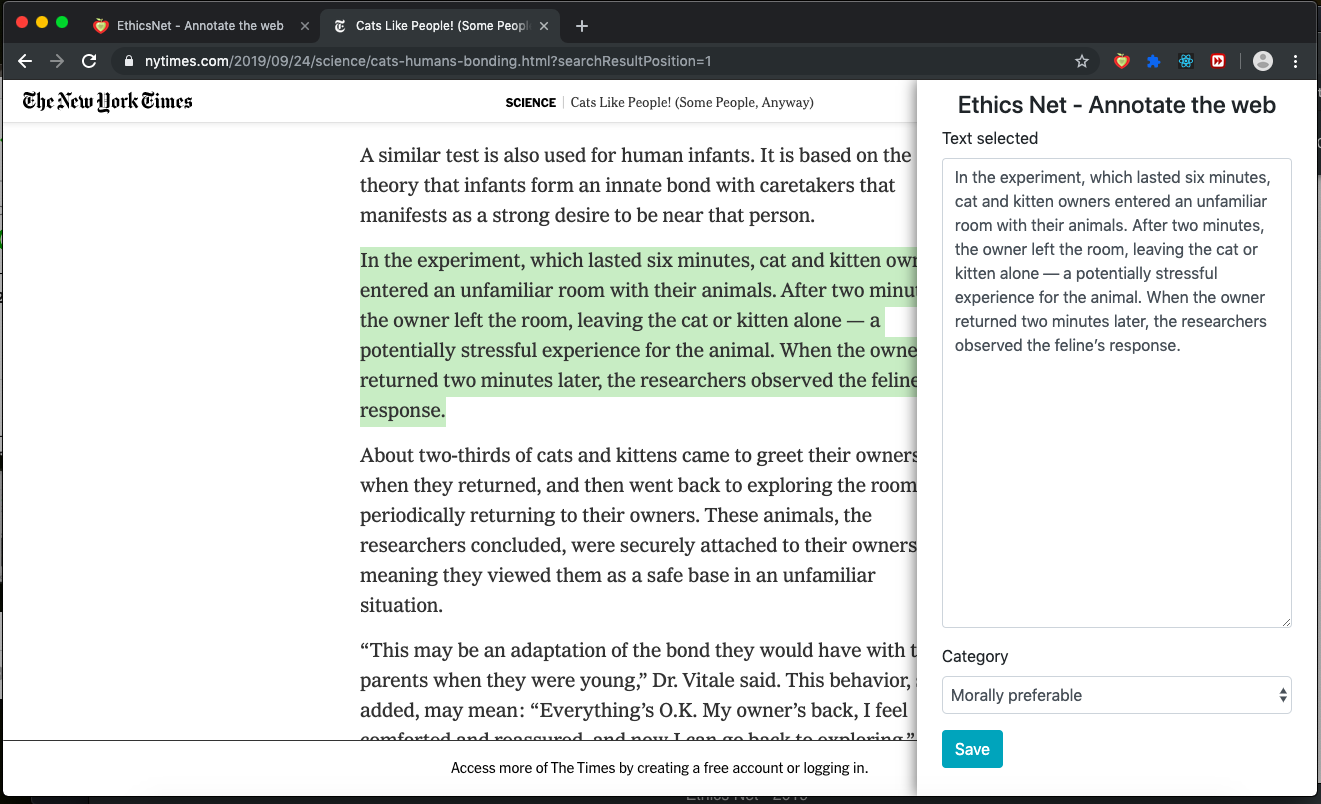 EthicsNet - Annotate the web
Cats Like People! (Some Peopl
nytimes.com/2019/09/24/science/cats-humans-bonding.html?searchResultPosition=1
The New York Times
SCIENCE
Cats Like People! (Some People, Anyway)
A similar test is also used for human infants. It is based on the
theory that infants form an innate bond with caretakers that
manifests as a strong desire to be near that person.
In the experiment, which lasted six minutes, cat and kitten own
entered an unfamiliar room with their animals. After two minut
the owner left the room, leaving the cat or kitten alone — a
potentially stressful experience for the animal. When the owne
returned two minutes later, the researchers observed the feline
response.
About two-thirds of cats and kittens came to greet their owners
when they returned, and then went back to exploring the room
periodically returning to their owners. These animals, the
researchers concluded, were securely attached to their owners
meaning they viewed them as a safe base in an unfamiliar
situation.
“This may be an adaptation of the bond they would have with t
parents when they were young,” Dr. Vitale said. This behavior, s
added, may mean: “Everything’s O.K. My owner’s back, I feel
comforted and reassured, and now I can go back to exploring.”
Access more of The Times by creating a free account or logging in.
Ethics Net - Annotate the web
Text selected
In the experiment, which lasted six minutes,
cat and kitten owners entered an unfamiliar
room with their animals. After two minutes,
the owner left the room, leaving the cat or
kitten alone — a potentially stressful
experience for the animal. When the owner
returned two minutes later, the researchers
observed the feline’s response.
Category
Morally preferable
Save
Ethics Net - 2019